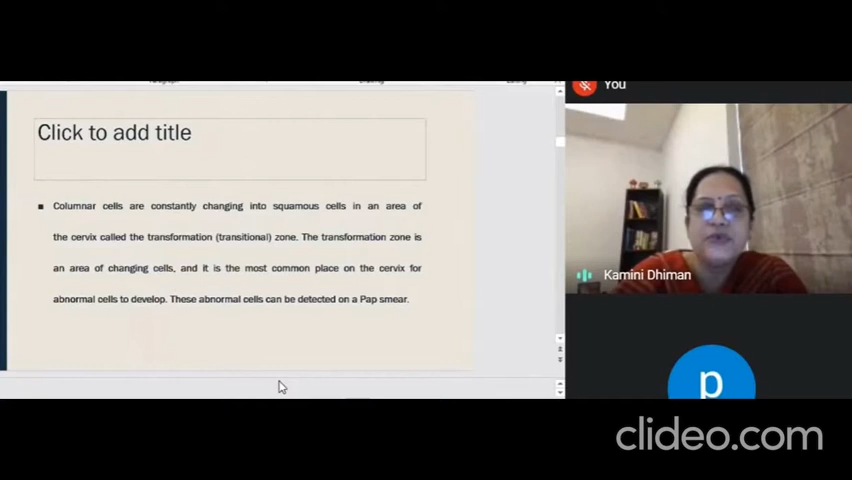 You
Click to add title
Columnar cells are constantly changing into squamous cells in an area of
the cervix called the transformation (transitional) zone. The transformation zone is
an area of changing cells, and it is the most common place on the cervix for
abnormal cells to develop. These abnormal cells can be detected on a Pap smear.
Kamini Dhiman
p
clideo.com